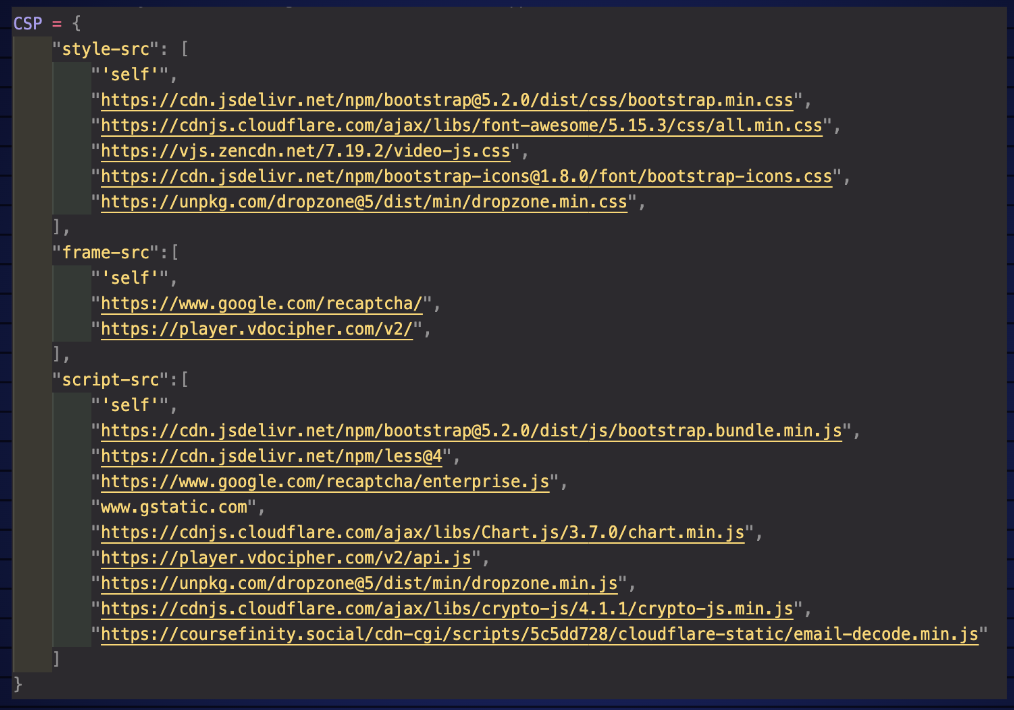 CSP = {
"style-src": [
"'self'",
"https://cdn.jsdelivr.net/npm/bootstrap@5.2.0/dist/css/bootstrap.min.css",
"https://cdnjs.cloudflare.com/ajax/libs/font-awesome/5.15.3/css/all.min.css",
"https://vjs.zencdn.net/7.19.2/video-js.css",
"https://cdn.jsdelivr.net/npm/bootstrap-icons@1.8.0/font/bootstrap-icons.css",
"https://unpkg.com/dropzone@5/dist/min/dropzone.min.css",
],
"frame-src":[
"'self'",
"https://www.google.com/recaptcha/",
"https://player.vdocipher.com/v2/",
],
"script-src":[
"'self'",
"https://cdn.jsdelivr.net/npm/bootstrap@5.2.0/dist/js/bootstrap.bundle.min.js",
"https://cdn.jsdelivr.net/npm/less@4",
"https://www.google.com/recaptcha/enterprise.js",
"www.gstatic.com",
"https://cdnjs.cloudflare.com/ajax/libs/Chart.js/3.7.0/chart.min.js",
"https://player.vdocipher.com/v2/api.js",
"https://unpkg.com/dropzone@5/dist/min/dropzone.min.js",
"https://cdnjs.cloudflare.com/ajax/libs/crypto-js/4.1.1/crypto-js.min.js",
"https://coursefinity.social/cdn-cgi/scripts/5c5dd728/cloudflare-static/email-decode.min.js"
]
}